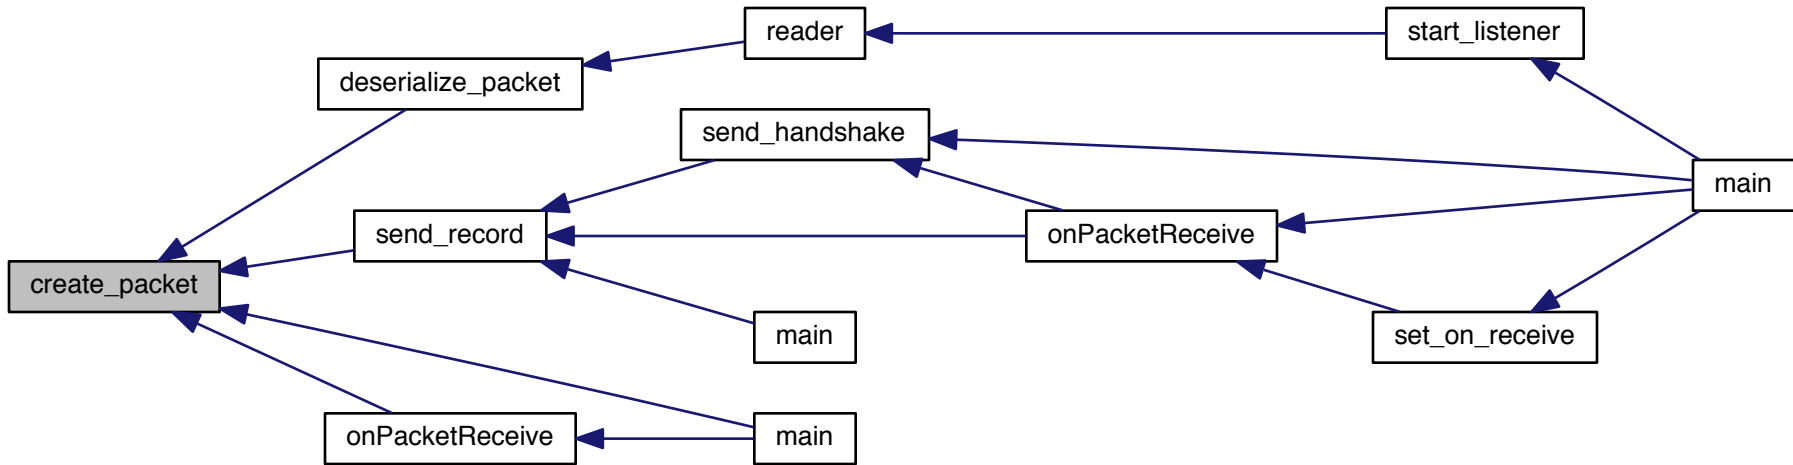 reader
start_listener
deserialize_packet
send_handshake
main
send_record
onPacketReceive
create_packet
main
set_on_receive
onPacketReceive
main